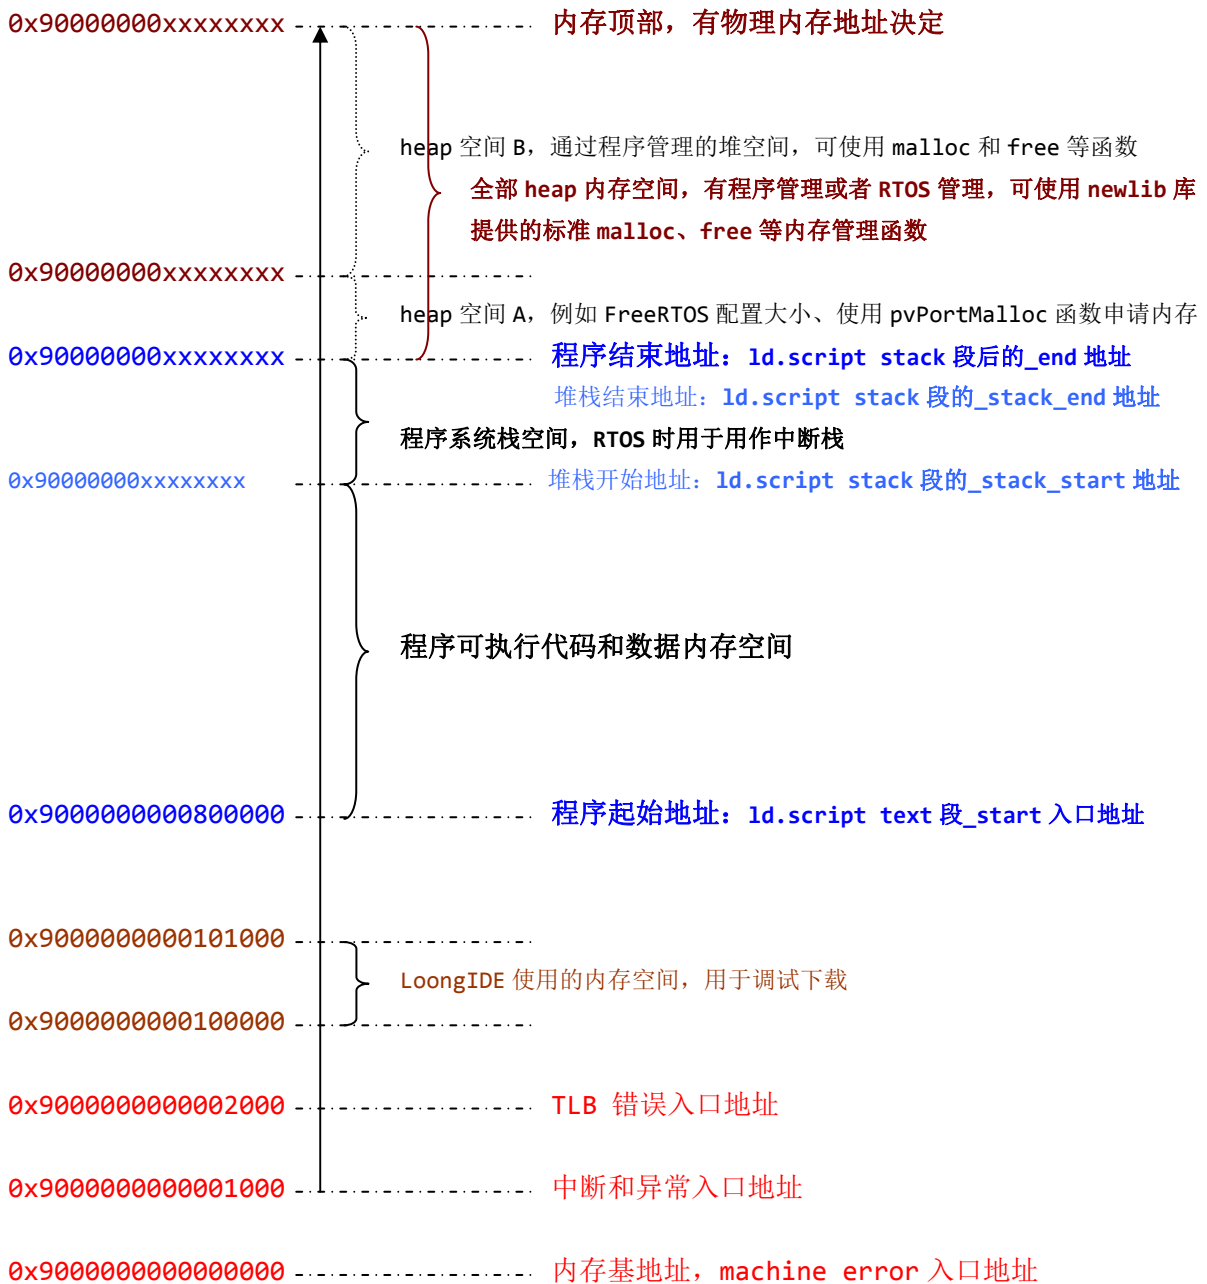 0x90000000xxxxxxxx 内存顶部，有物理内存地址决定
heap 空间 B，通过程序管理的堆空间，可使用 malloc 和 free 等函数
全部 heap 内存空间，有程序管理或者 RTOS 管理，可使用 newlib 库
提供的标准 malloc、free 等内存管理函数
0x90000000xxxxxxxx
heap 空间 A，例如 FreeRTOS 配置大小、使用 pvPortMalloc 函数申请内存
0x90000000xxxxxxxx 程序结束地址：ld.script stack 段后的_end 地址
堆栈结束地址：ld.script stack 段的_stack_end 地址
程序系统栈空间，RTOS 时用于用作中断栈
0x90000000xxxxxxxx 堆栈开始地址：ld.script stack 段的_stack_start 地址
程序可执行代码和数据内存空间
0x9000000000800000 程序起始地址：ld.script text 段_start 入口地址
0x9000000000101000
LoongIDE 使用的内存空间，用于调试下载
0x9000000000100000
0x9000000000002000 TLB 错误入口地址
0x9000000000001000 中断和异常入口地址
0x9000000000000000 内存基地址，machine error 入口地址